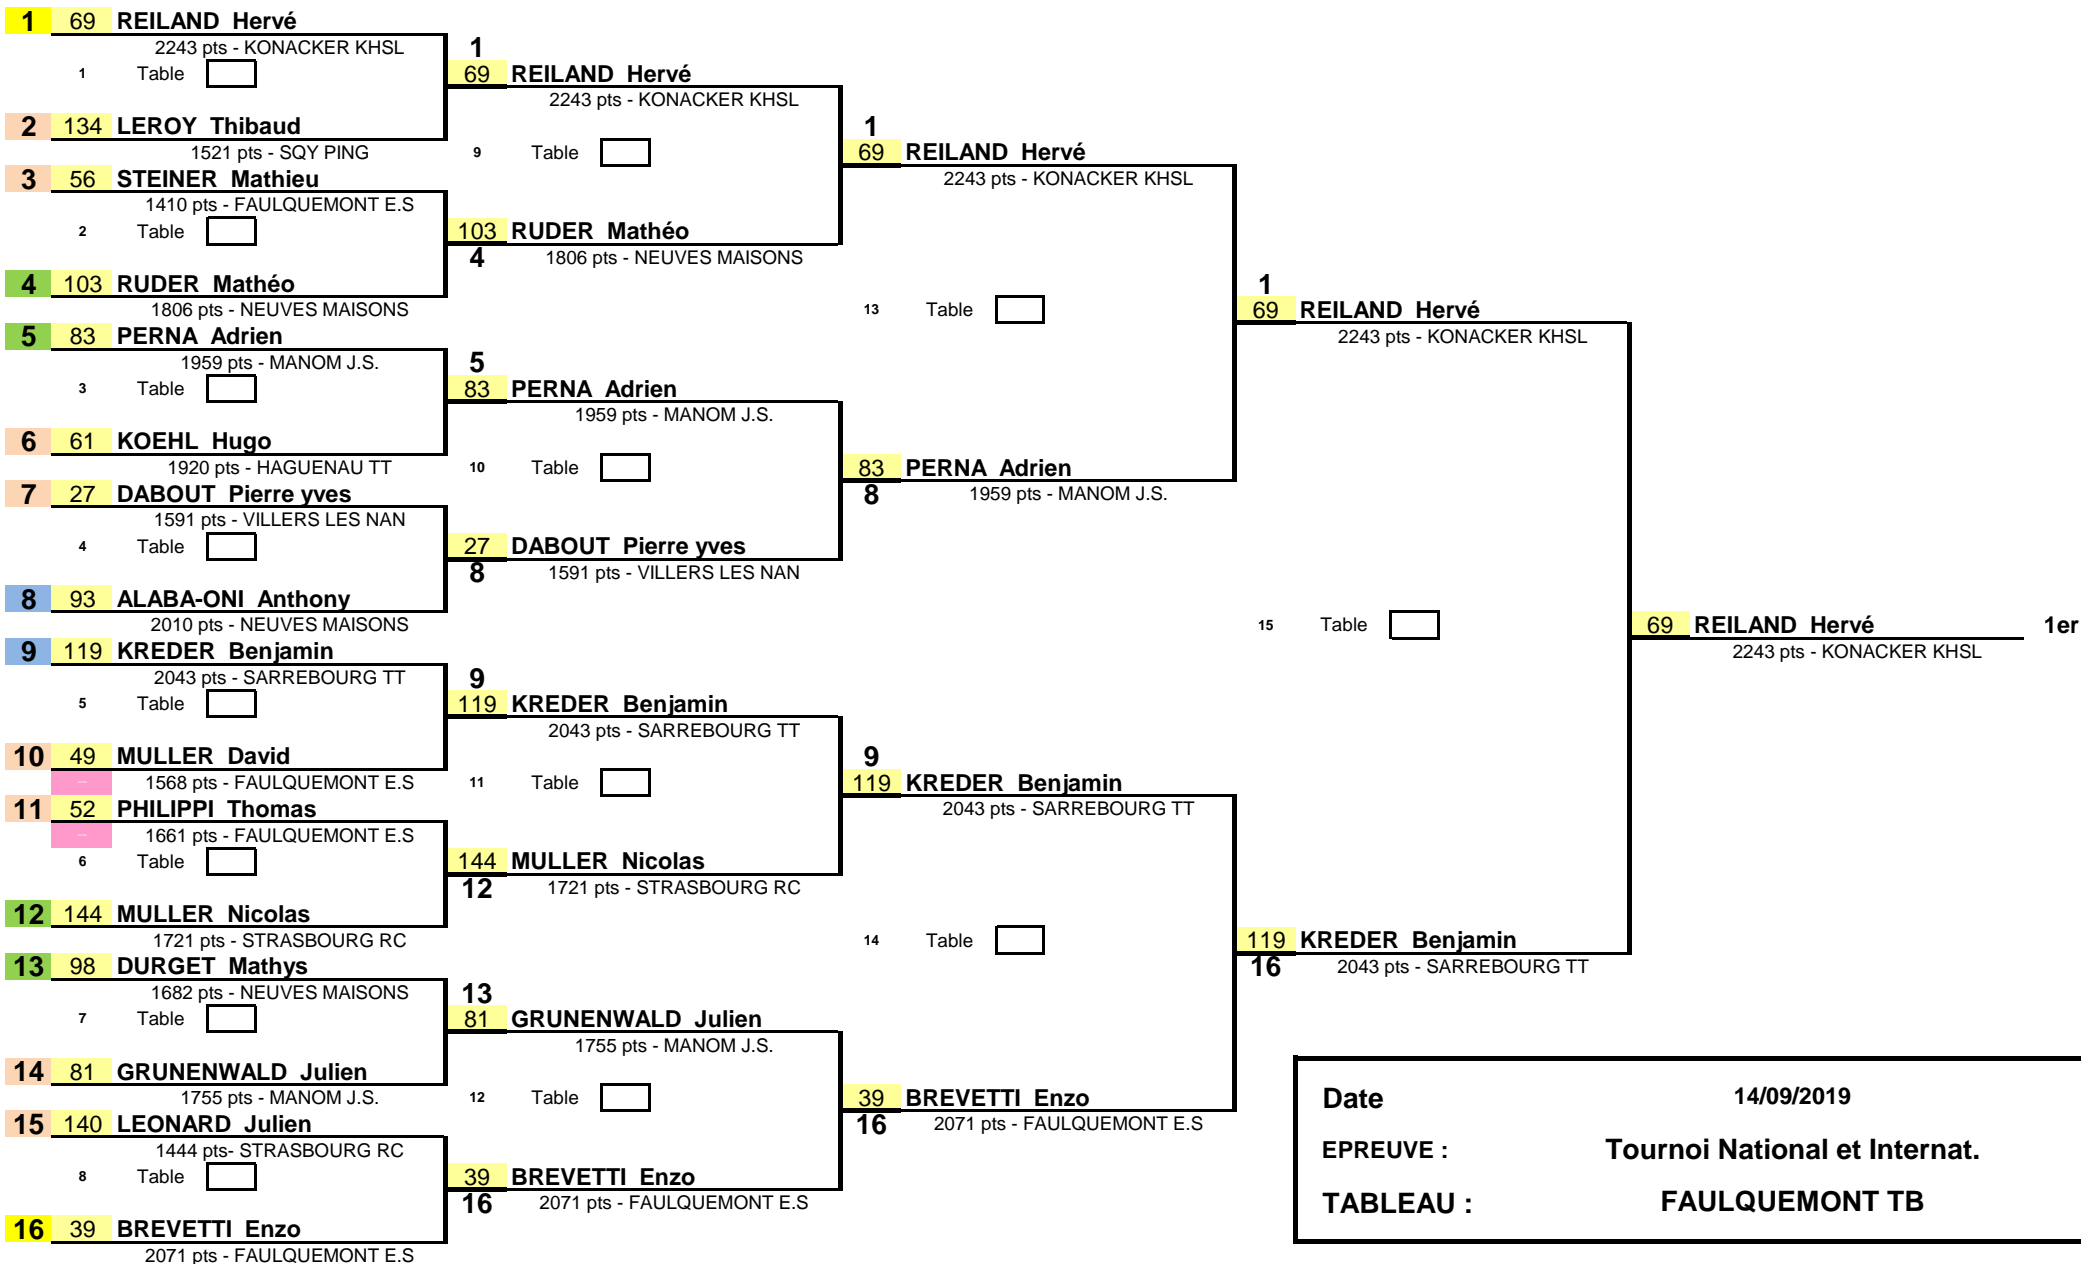 1 69 REILAND Hervé
2243 pts - KONACKER KHSL
1 Table
2 134 LEROY Thibaud
1521 pts - SQY PING
3 56 STEINER Mathieu
1410 pts - FAULQUEMONT E.S
2 Table
4 103 RUDER Mathéo
1806 pts - NEUVES MAISONS
5 83 PERNA Adrien
1959 pts - MANOM J.S.
3 Table
6 61 KOEHL Hugo
1920 pts - HAGUENAU TT
7 27 DABOUT Pierre yves
1591 pts - VILLERS LES NAN
4 Table
8 93 ALABA-ONI Anthony
2010 pts - NEUVES MAISONS
9 119 KREDER Benjamin
2043 pts - SARREBOURG TT
5 Table
10 49 MULLER David
– 1568 pts - FAULQUEMONT E.S
11 52 PHILIPPI Thomas
– 1661 pts - FAULQUEMONT E.S
6 Table
12 144 MULLER Nicolas
1721 pts - STRASBOURG RC
13 98 DURGET Mathys
1682 pts - NEUVES MAISONS
7 Table
14 81 GRUNENWALD Julien
1755 pts - MANOM J.S.
15 140 LEONARD Julien
1444 pts- STRASBOURG RC
8 Table
16 39 BREVETTI Enzo
2071 pts - FAULQUEMONT E.S
1
69 REILAND Hervé
2243 pts - KONACKER KHSL
9 Table
103 RUDER Mathéo
4 1806 pts - NEUVES MAISONS
5
83 PERNA Adrien
1959 pts - MANOM J.S.
10 Table
27 DABOUT Pierre yves
8 1591 pts - VILLERS LES NAN
9
119 KREDER Benjamin
2043 pts - SARREBOURG TT
11 Table
144 MULLER Nicolas
12 1721 pts - STRASBOURG RC
13
81 GRUNENWALD Julien
1755 pts - MANOM J.S.
12 Table
39 BREVETTI Enzo
16 2071 pts - FAULQUEMONT E.S
1
69 REILAND Hervé
2243 pts - KONACKER KHSL
13 Table
83 PERNA Adrien
8 1959 pts - MANOM J.S.
9
119 KREDER Benjamin
2043 pts - SARREBOURG TT
14 Table
39 BREVETTI Enzo
16 2071 pts - FAULQUEMONT E.S
1
69 REILAND Hervé
2243 pts - KONACKER KHSL
15 Table
119 KREDER Benjamin
16 2043 pts - SARREBOURG TT
69 REILAND Hervé 1er
2243 pts - KONACKER KHSL
Date 14/09/2019
EPREUVE : Tournoi National et Internat.
TABLEAU : FAULQUEMONT TB